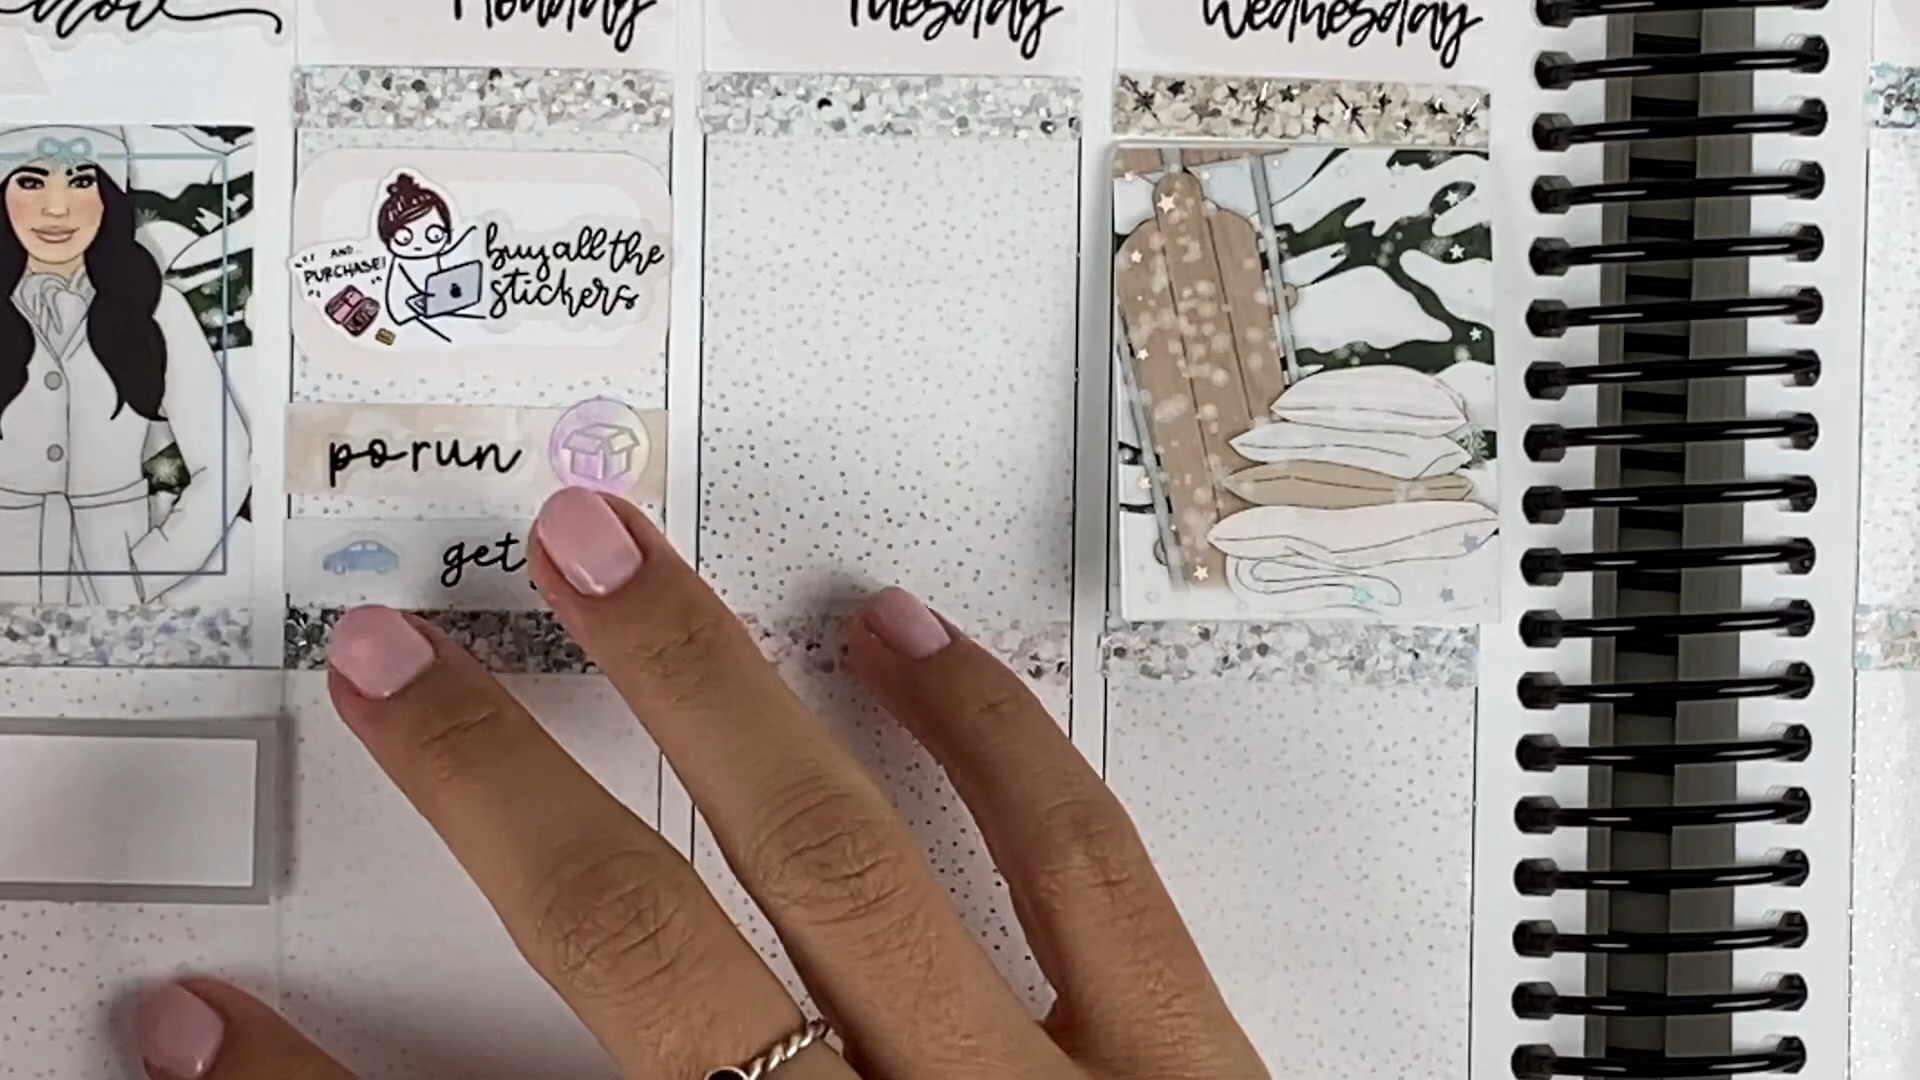 Monday
Tuesday
Wednesday
AND
PURCHASE!
buy all the
stickers
po run
get